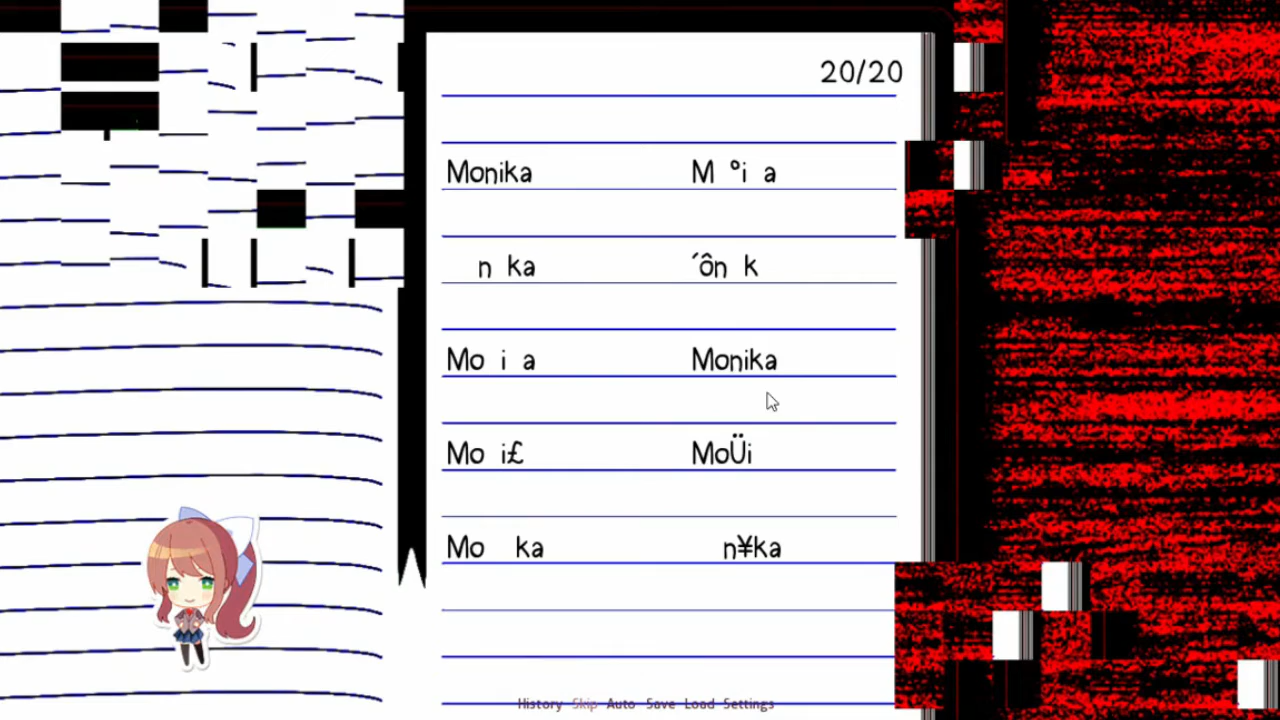 20/20
Monika M °i a
n ka ´ôn k
Mo i a Monika
Mo i£ MoÜi
Mo ka n¥ka
History Skip Auto Save Load Settings